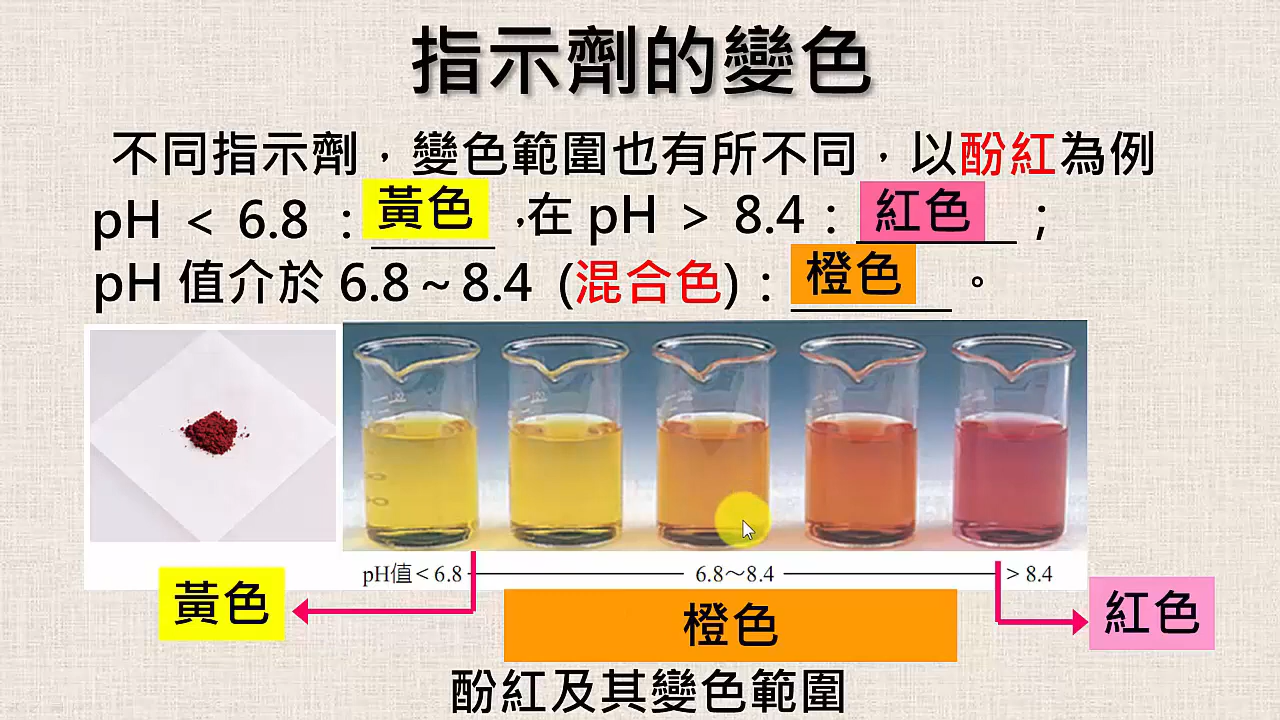 指示劑的變色
不同指示劑，變色範圍也有所不同，以酚紅為例
pH < 6.8 ：黃色，在 pH > 8.4：紅色；
pH 值介於 6.8～8.4 (混合色)：橙色。
pH值<6.8 6.8～8.4 >8.4
黃色 橙色 紅色
酚紅及其變色範圍